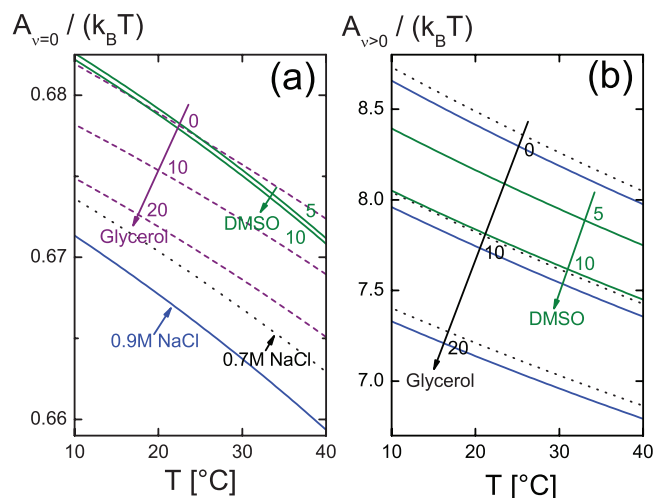 A_{ν=0} / (k_BT)
(a)
0.68
0.67
0.66
0
10
20
Glycerol
5
10
DMSO
0.9M NaCl
0.7M NaCl
10 20 30 40
T [°C]
A_{ν>0} / (k_BT)
(b)
8.5
8.0
7.5
7.0
0
10
20
Glycerol
5
10
DMSO
10 20 30 40
T [°C]